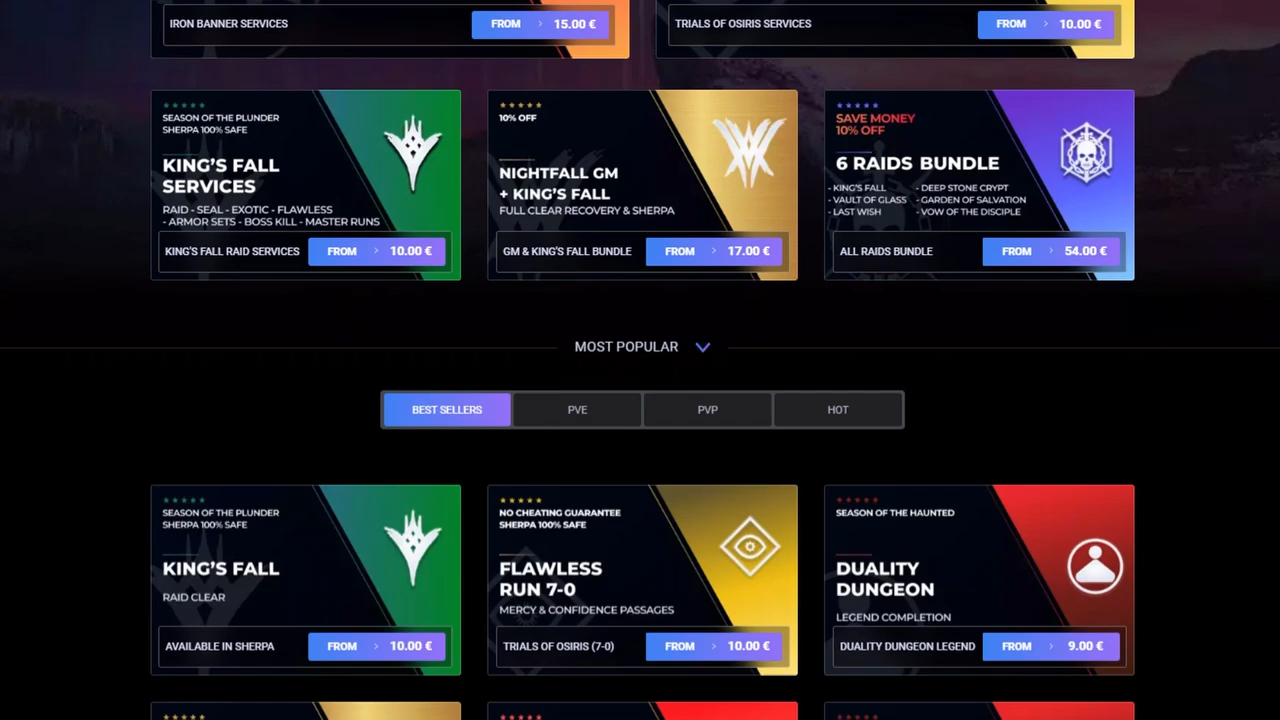 IRON BANNER SERVICES
FROM > 15.00 €
TRIALS OF OSIRIS SERVICES
FROM > 10.00 €
SEASON OF THE PLUNDER
SHERPA 100% SAFE
KING'S FALL
SERVICES
RAID - SEAL - EXOTIC - FLAWLESS
- ARMOR SETS - BOSS KILL - MASTER RUNS
KING'S FALL RAID SERVICES
FROM > 10.00 €
10% OFF
NIGHTFALL GM
+ KING'S FALL
FULL CLEAR RECOVERY & SHERPA
GM & KING'S FALL BUNDLE
FROM > 17.00 €
SAVE MONEY
10% OFF
6 RAIDS BUNDLE
- KING'S FALL
- VAULT OF GLASS
- LAST WISH
- DEEP STONE CRYPT
- GARDEN OF SALVATION
- VOW OF THE DISCIPLE
ALL RAIDS BUNDLE
FROM > 54.00 €
MOST POPULAR
BEST SELLERS
PVE
PVP
HOT
SEASON OF THE PLUNDER
SHERPA 100% SAFE
KING'S FALL
RAID CLEAR
AVAILABLE IN SHERPA
FROM > 10.00 €
NO CHEATING GUARANTEE
SHERPA 100% SAFE
FLAWLESS
RUN 7-0
MERCY & CONFIDENCE PASSAGES
TRIALS OF OSIRIS (7-0)
FROM > 10.00 €
SEASON OF THE HAUNTED
DUALITY
DUNGEON
LEGEND COMPLETION
DUALITY DUNGEON LEGEND
FROM > 9.00 €